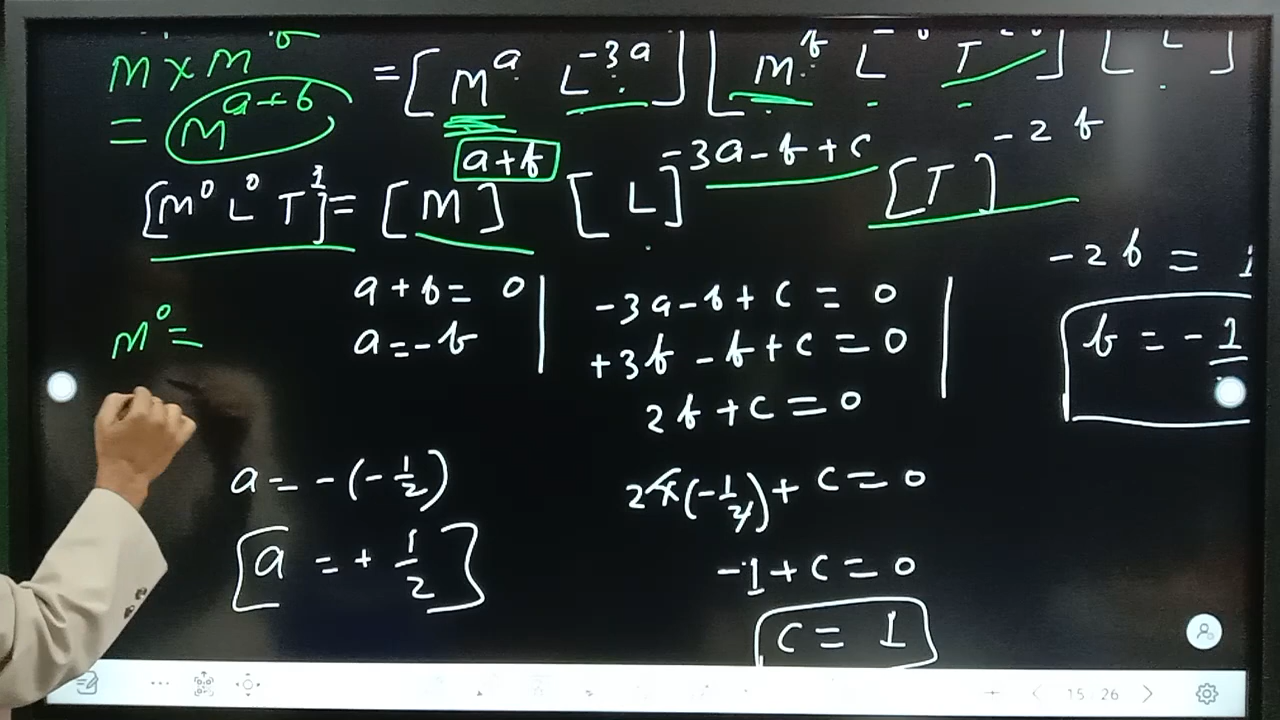 M × M^b = [M^a L^-3a] [M^b L T] [L]
= M^a+b
[M^0 L^0 T^1] = [M]^a+b [L]^-3a-b+c [T]^-2b
-2b = 1
a + b = 0
-3a-b+c = 0
M^0 =
a = -b
+3b - b + c = 0
b = -1
2b + c = 0
a = -(-1/2)
2×(-1/2) + c = 0
[a = + 1/2]
-1 + c = 0
c = 1
15 26